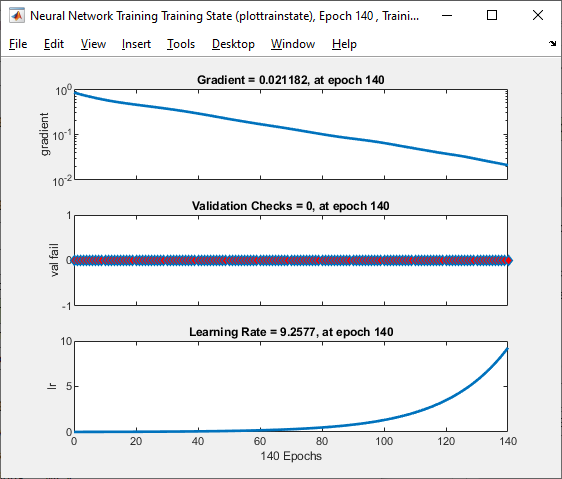 Neural Network Training Training State (plottrainstate), Epoch 140 , Traini...
File Edit View Insert Tools Desktop Window Help
Gradient = 0.021182, at epoch 140
10^0
10^-1
10^-2
gradient
Validation Checks = 0, at epoch 140
1
0
-1
val fail
Learning Rate = 9.2577, at epoch 140
10
5
0
lr
0 20 40 60 80 100 120 140
140 Epochs